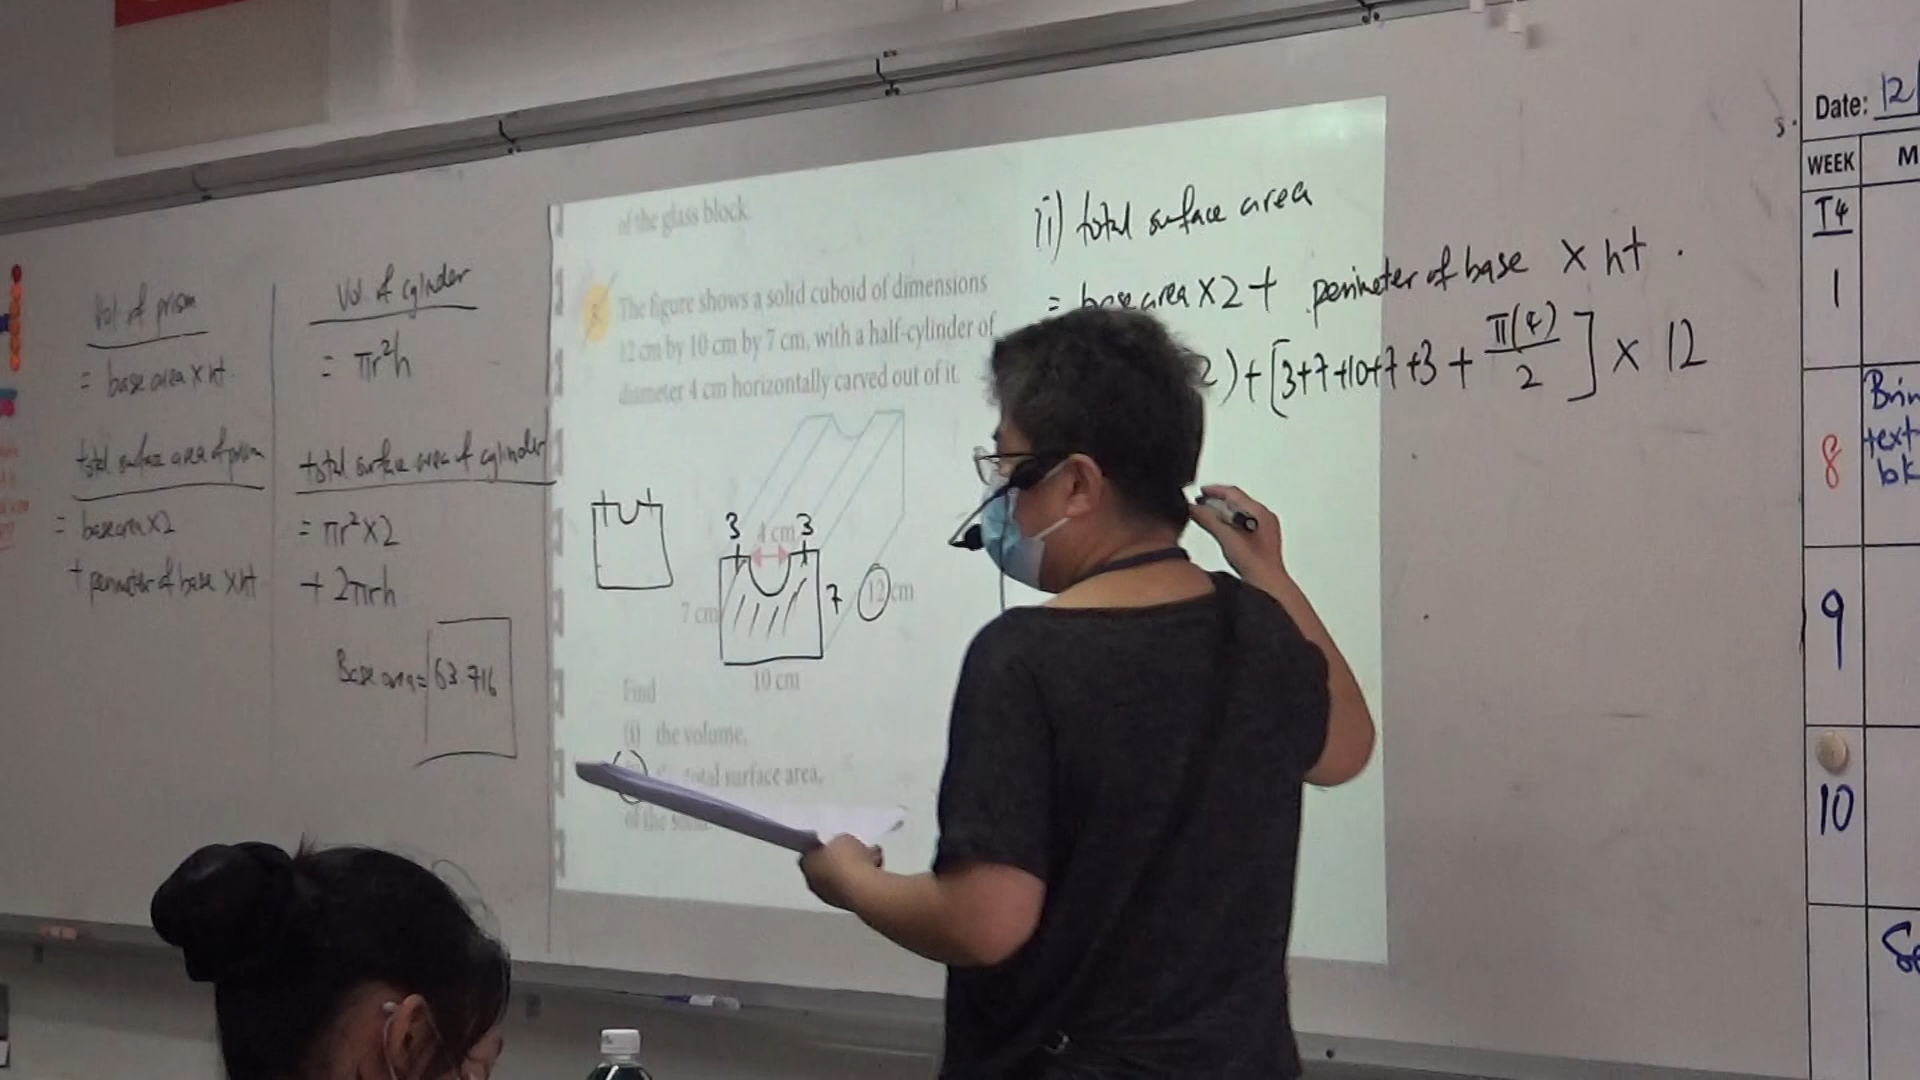 Vol of prism
= base area x ht.
total surface area of prism
= base area x 2
+ perimeter of base x ht
Vol of cylinder
= πr²h
total surface area of cylinder
= πr² x 2
+ 2πrh
Base area = 63.716
of the glass block.
The figure shows a solid cuboid of dimensions
12 cm by 10 cm by 7 cm, with a half-cylinder of
diameter 4 cm horizontally carved out of it.
3 4 cm 3
7 cm 7 12 cm
10 cm
Find
(i) the volume,
total surface area,
of the
ii) total surface area
= base area x 2 + perimeter of base x ht.
2) + [3+7+10+7+3 + π(4)/2] x 12
Date: 12/
WEEK M
T4
1
8 Brin
text
bk
9
10